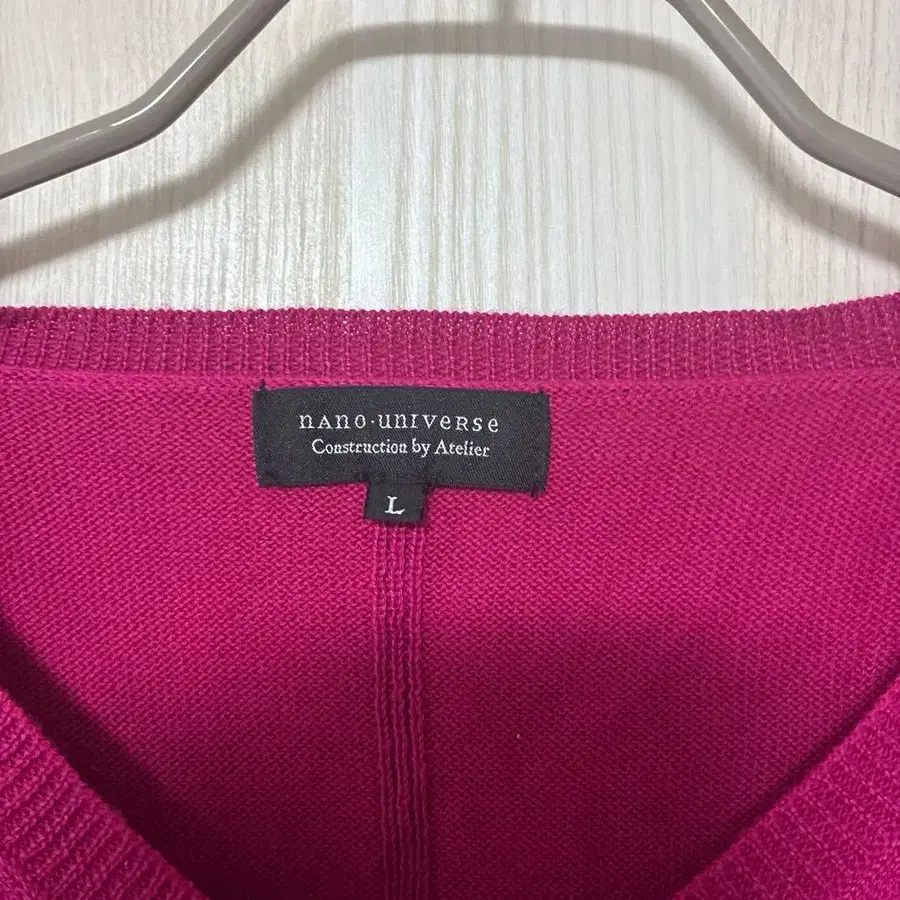 nano·universe
Construction by Atelier
L